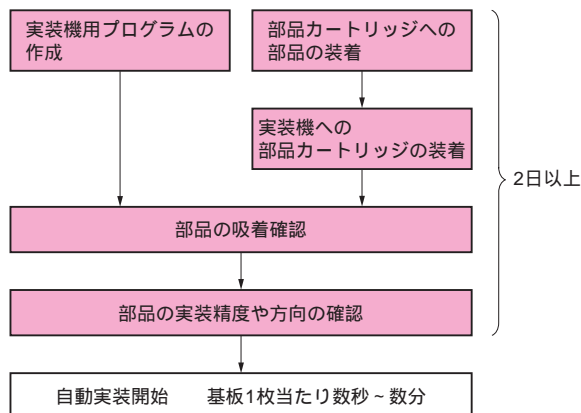 実装機用プログラムの
作成
部品カートリッジへの
部品の装着
実装機への
部品カートリッジの装着
2日以上
部品の吸着確認
部品の実装精度や方向の確認
自動実装開始　　基板1枚当たり数秒~数分